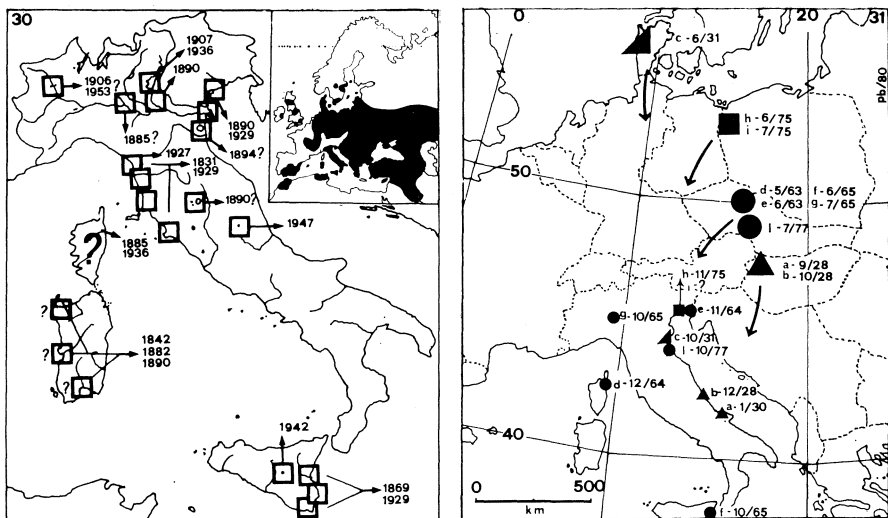 30
1907
1936
1890
1906
1953
?
1885?
1890
1929
1894?
1927
1831
1929
1890?
1947
?
1885
1936
?
?
?
1842
1882
1890
1942
1869
1929
0
20
31
pb/80
c - 6/31
h - 6/75
i - 7/75
50
d - 5/63 f - 6/65
e - 6/63 g - 7/65
l - 7/77
a - 9/28
b - 10/28
h - 11/75
i - ?
e - 11/64
g - 10/65
c - 10/31
l - 10/77
d - 12/64
b - 12/28
a - 1/30
40
0 500
km
f - 10/65